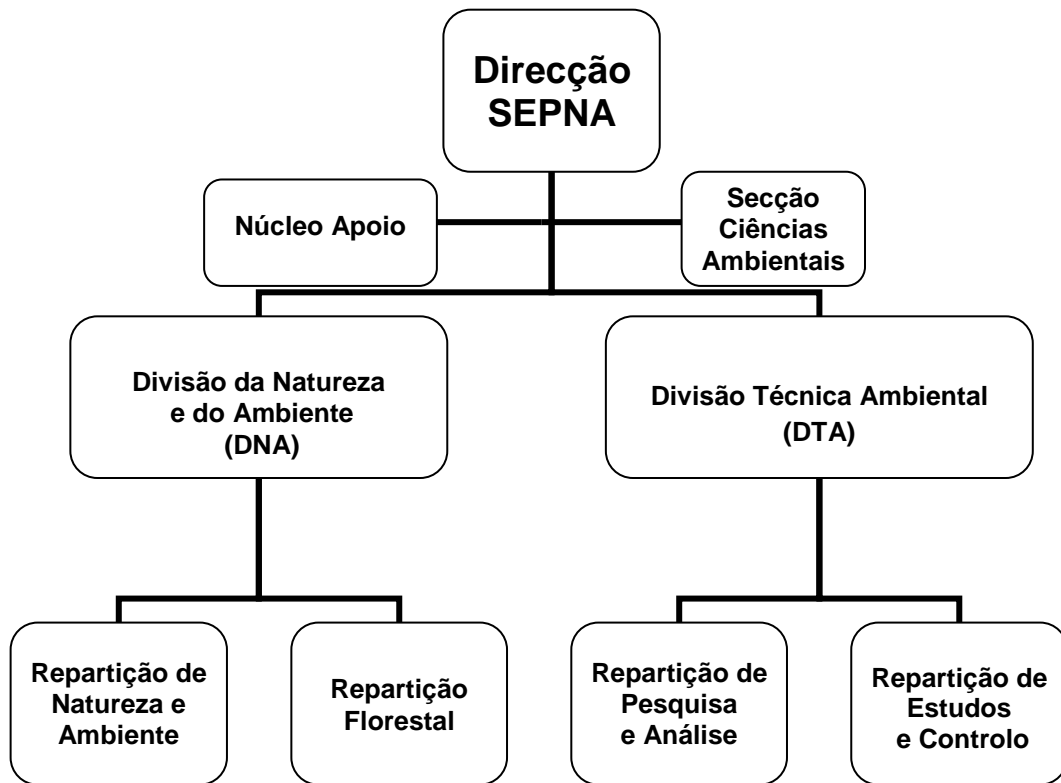 Direcção
SEPNA
Núcleo Apoio
Secção
Ciências
Ambientais
Divisão da Natureza
e do Ambiente
(DNA)
Divisão Técnica Ambiental
(DTA)
Repartição de
Natureza e
Ambiente
Repartição
Florestal
Repartição de
Pesquisa
e Análise
Repartição de
Estudos
e Controlo